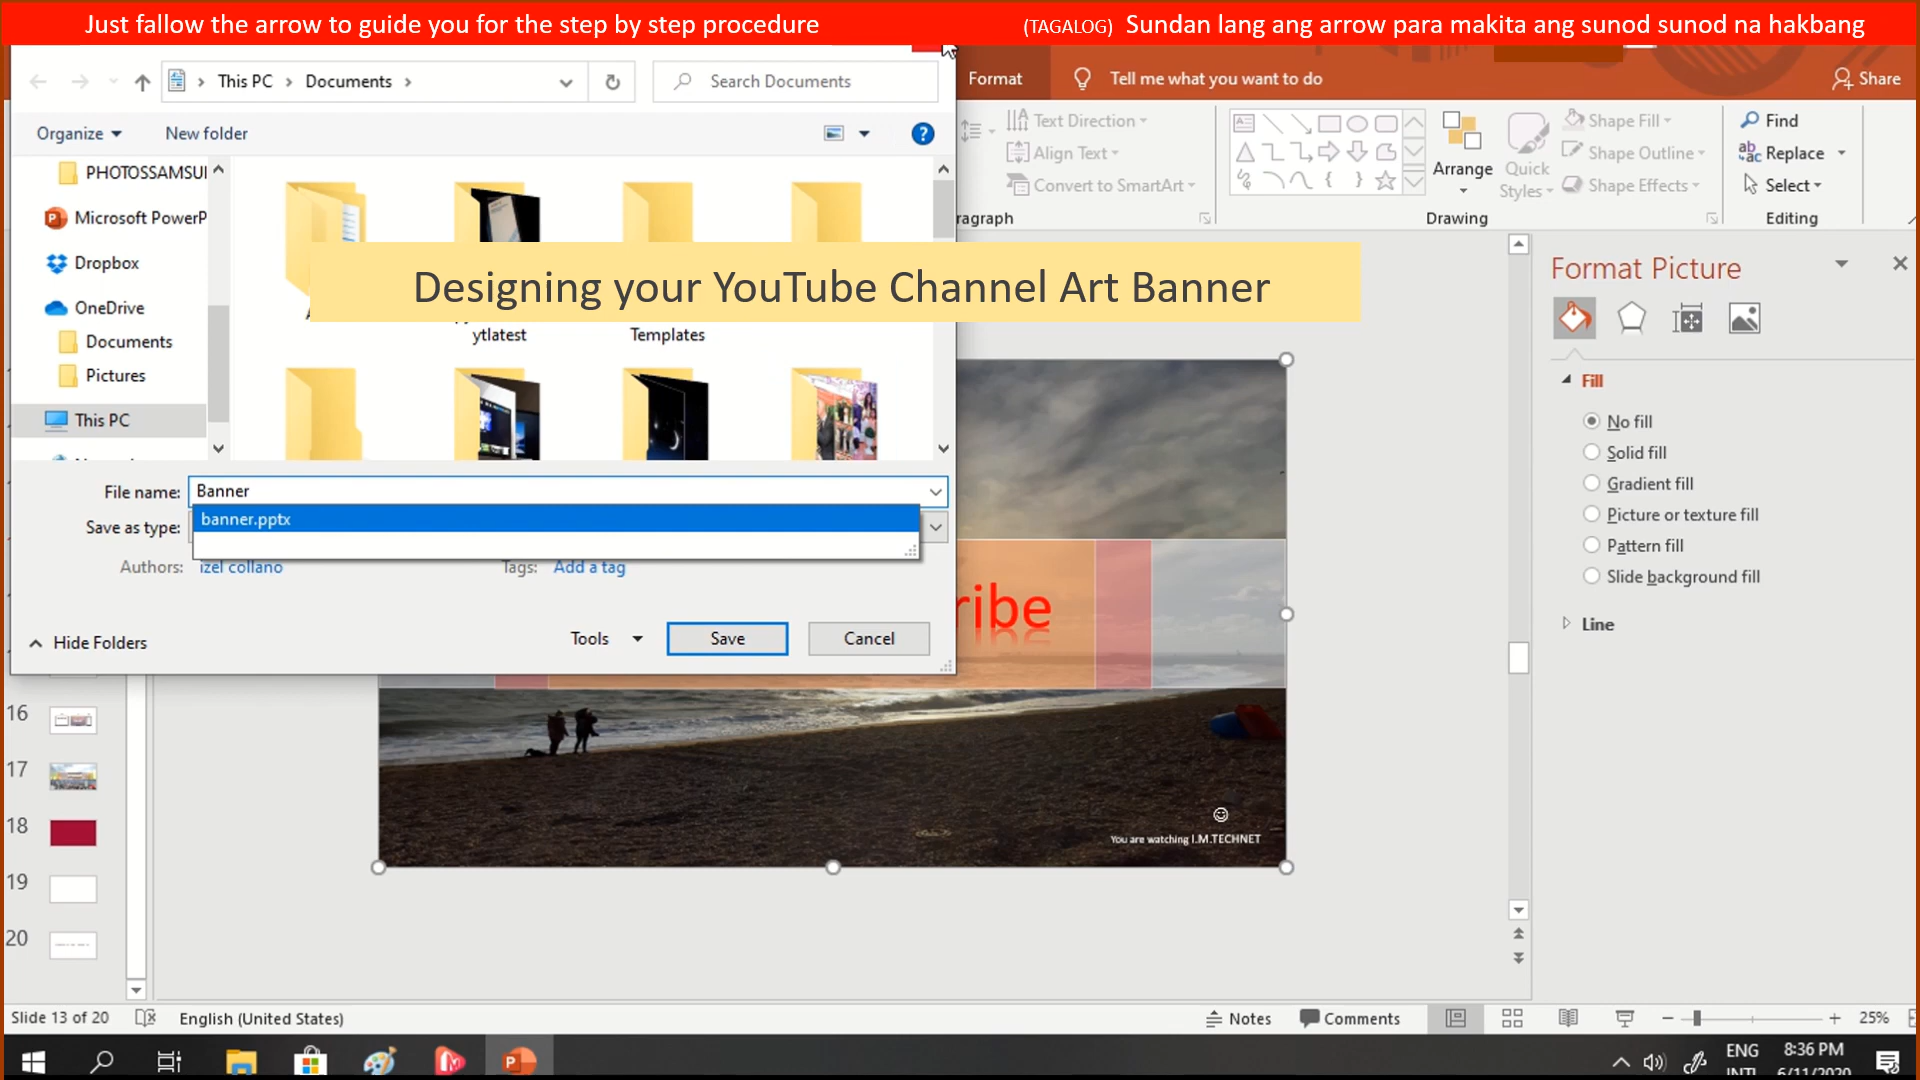 Just fallow the arrow to guide you for the step by step procedure
(TAGALOG) Sundan lang ang arrow para makita ang sunod sunod na hakbang
This PC
Documents
Search Documents
Format
Tell me what you want to do
Share
Organize
New folder
Text Direction
Align Text
Convert to SmartArt
Arrange
Quick
Styles
Shape Fill
Shape Outline
Shape Effects
Find
Replace
Select
Drawing
Editing
PHOTOSSAMSU
Microsoft PowerP
Dropbox
OneDrive
Documents
Pictures
This PC
Designing your YouTube Channel Art Banner
ytlatest
Templates
File name: Banner
banner.pptx
Save as type:
Authors: izel collano
Tags: Add a tag
Hide Folders
Tools
Save
Cancel
ribe
You are watching I.M.TECHNET
Format Picture
Fill
No fill
Solid fill
Gradient fill
Picture or texture fill
Pattern fill
Slide background fill
Line
16
17
18
19
20
Slide 13 of 20
English (United States)
Notes
Comments
25%
ENG
INTL
8:36 PM
6/11/2020